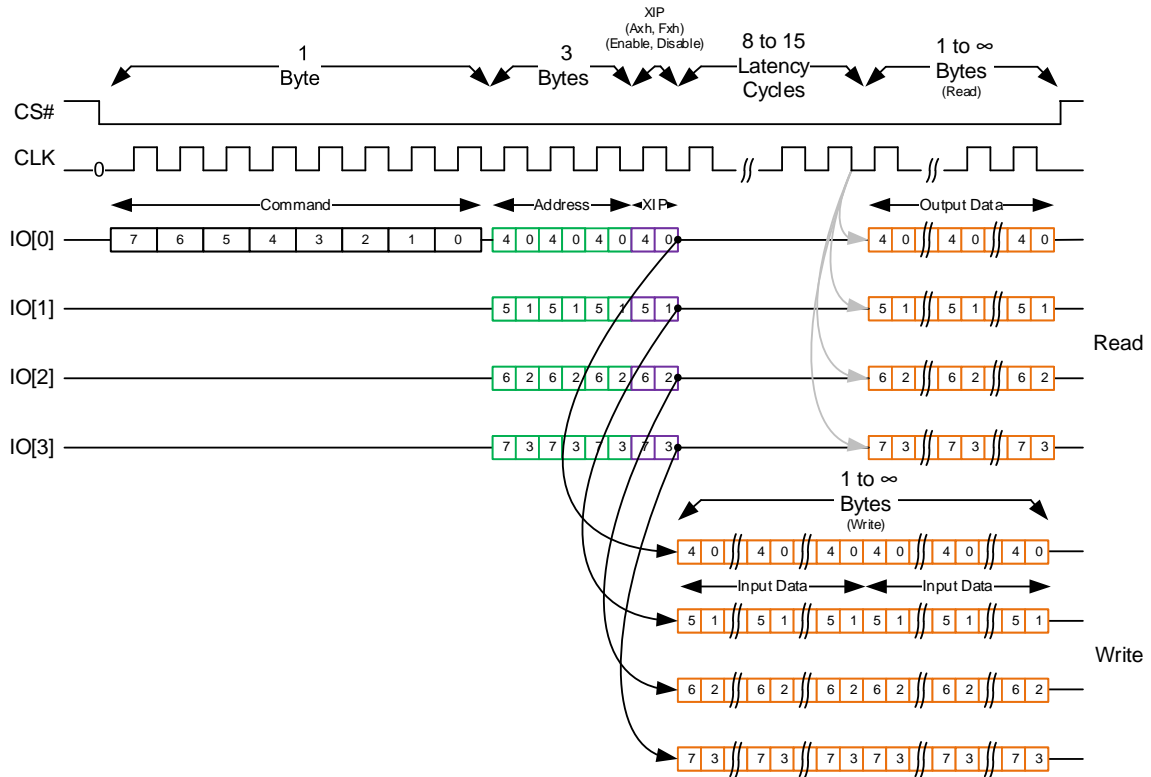 XIP
(Axh, Fxh)
(Enable, Disable)
1
Byte
3
Bytes
8 to 15
Latency
Cycles
1 to ∞
Bytes
(Read)
CS#
CLK
0
Command
Address
XIP
Output Data
IO[0]
7 6 5 4 3 2 1 0 4 0 4 0 4 0 4 0 4 0 4 0 4 0
IO[1]
5 1 5 1 5 1 5 1 5 1 5 1 5 1
Read
IO[2]
6 2 6 2 6 2 6 2 6 2 6 2 6 2
IO[3]
7 3 7 3 7 3 7 3 7 3 7 3 7 3
1 to ∞
Bytes
(Write)
4 0 4 0 4 0 4 0 4 0 4 0
Input Data Input Data
5 1 5 1 5 1 5 1 5 1 5 1
Write
6 2 6 2 6 2 6 2 6 2 6 2
7 3 7 3 7 3 7 3 7 3 7 3